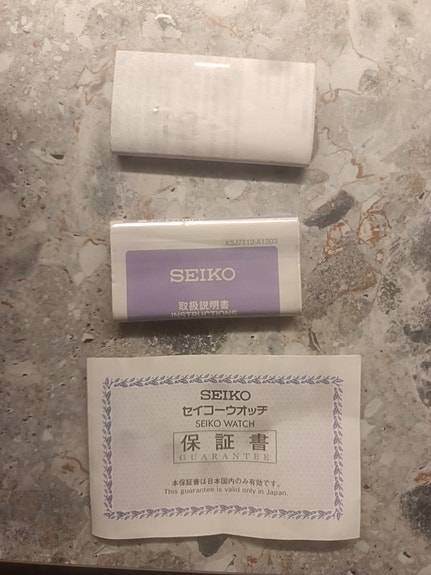 SEIKO
取扱説明書
INSTRUCTIONS
SEIKO
セイコーウオッチ
SEIKO WATCH
保証書
GUARANTEE
本保証書は日本国内のみ有効です。
This guarantee is valid only in Japan.